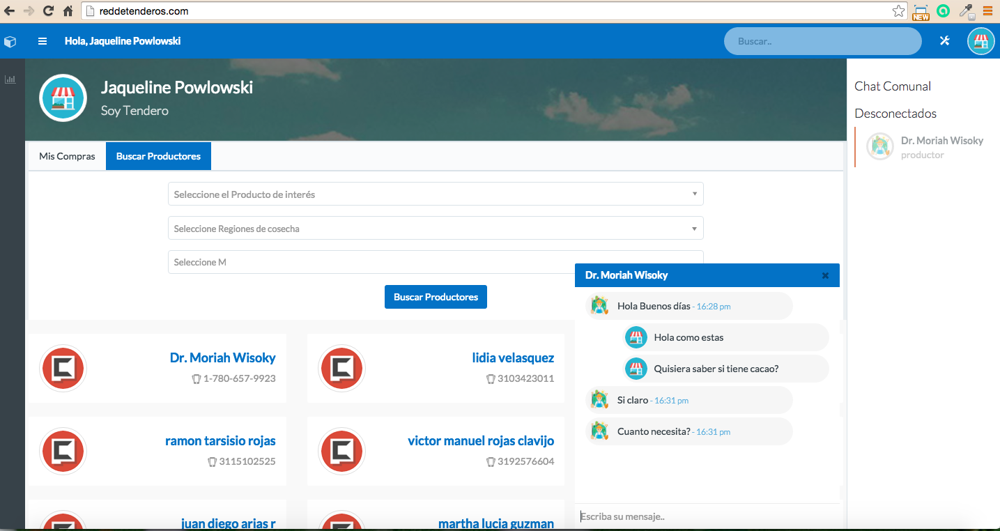 reddetenderos.com
NEW
Hola, Jaqueline Powlowski
Buscar..
Jaqueline Powlowski
Soy Tendero
Mis Compras
Buscar Productores
Seleccione el Producto de interés
Seleccione Regiones de cosecha
Seleccione M
Buscar Productores
Dr. Moriah Wisoky
1-780-657-9923
lidia velasquez
3103423011
ramon tarsisio rojas
3115102525
victor manuel rojas clavijo
3192576604
juan diego arias r
martha lucia guzman
Dr. Moriah Wisoky
Hola Buenos días - 16:28 pm
Hola como estas
Quisiera saber si tiene cacao?
Si claro - 16:31 pm
Cuanto necesita? - 16:31 pm
Escriba su mensaje..
Chat Comunal
Desconectados
Dr. Moriah Wisoky
productor